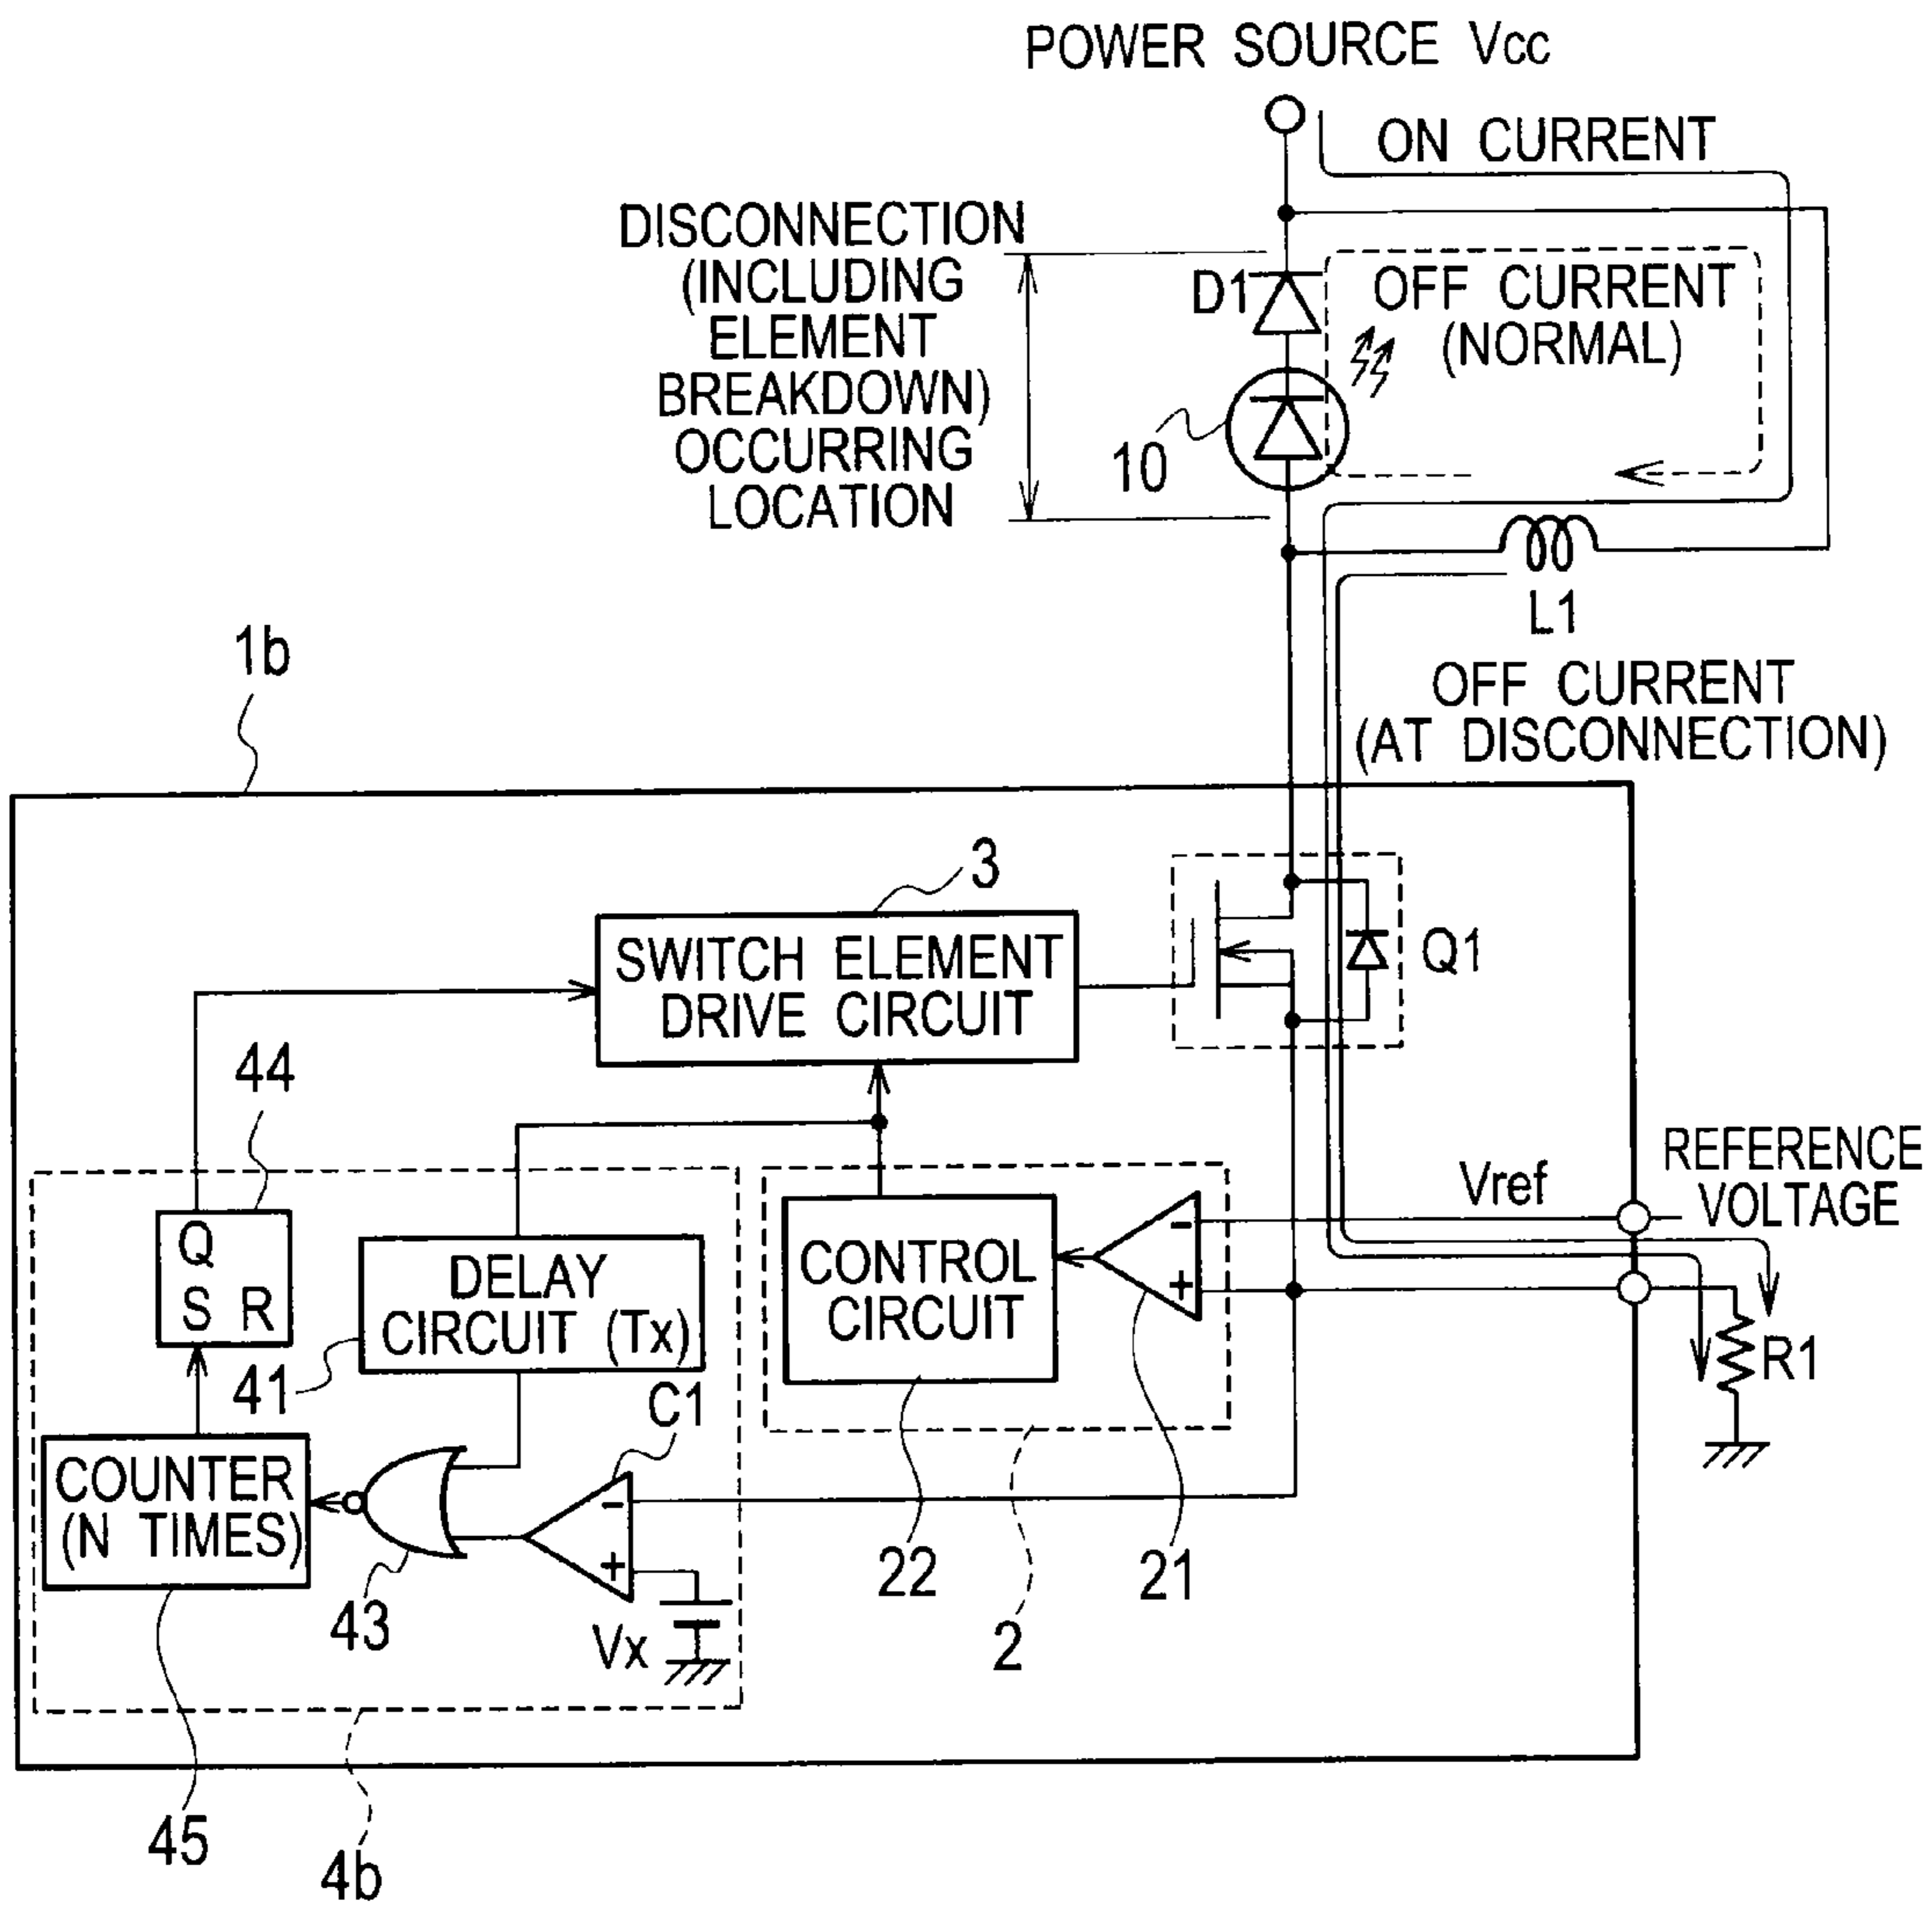 POWER SOURCE Vcc
ON CURRENT
DISCONNECTION
(INCLUDING
ELEMENT
BREAKDOWN)
OCCURRING
LOCATION
D1
OFF CURRENT
(NORMAL)
10
L1
OFF CURRENT
(AT DISCONNECTION)
1b
3
SWITCH ELEMENT
DRIVE CIRCUIT
Q1
44
REFERENCE
VOLTAGE
Vref
Q
S R
DELAY
CIRCUIT (Tx)
CONTROL
CIRCUIT
-
+
41
C1
R1
COUNTER
(N TIMES)
-
+
43
Vx
22
21
2
45
4b